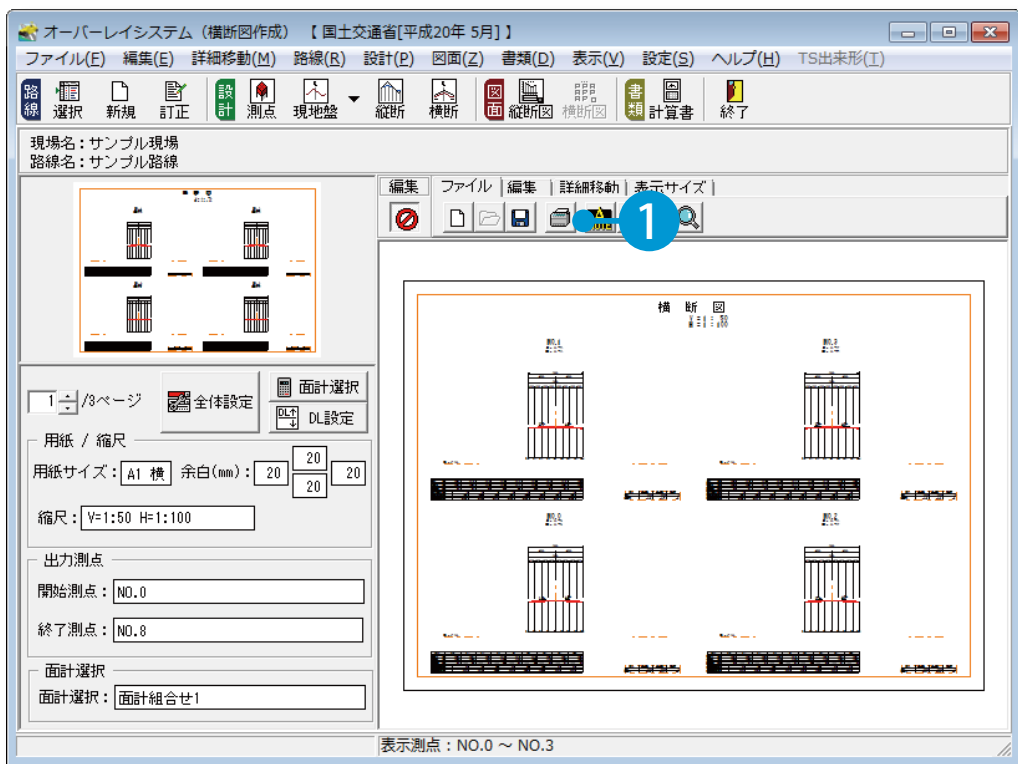 オーバーレイシステム（横断図作成） 【 国土交通省[平成20年 5月] 】
ファイル(F) 編集(E) 詳細移動(M) 路線(R) 設計(P) 図面(Z) 書類(D) 表示(V) 設定(S) ヘルプ(H) TS出来形(T)
路線 選択 新規 訂正 設計 測点 現地盤 縦断 横断 図面 縦断図 横断図 書類 計算書 終了
現場名：サンプル現場
路線名：サンプル路線
編集 ファイル 編集 詳細移動 表示サイズ
1
横 断 図
1 /3ページ 全体設定 面計選択
DL DL設定
用紙 / 縮尺
用紙サイズ： A1 横 余白(mm)： 20 20 20 20
縮尺： V=1:50 H=1:100
出力測点
開始測点： NO.0
終了測点： NO.8
面計選択
面計選択： 面計組合せ1
表示測点：NO.0 ～ NO.3